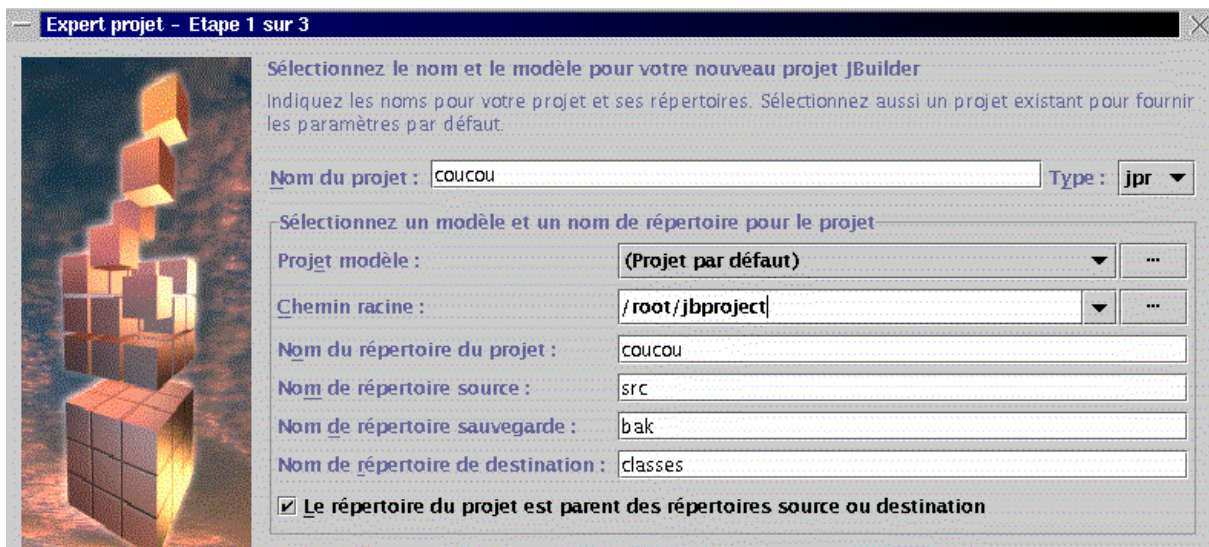 Expert projet - Etape 1 sur 3
Sélectionnez le nom et le modèle pour votre nouveau projet JBuilder
Indiquez les noms pour votre projet et ses répertoires. Sélectionnez aussi un projet existant pour fournir
les paramètres par défaut.
Nom du projet : coucou Type : jpr
Sélectionnez un modèle et un nom de répertoire pour le projet
Projet modèle : (Projet par défaut) ...
Chemin racine : /root/jbproject ...
Nom du répertoire du projet : coucou
Nom de répertoire source : src
Nom de répertoire sauvegarde : bak
Nom de répertoire de destination : classes
Le répertoire du projet est parent des répertoires source ou destination